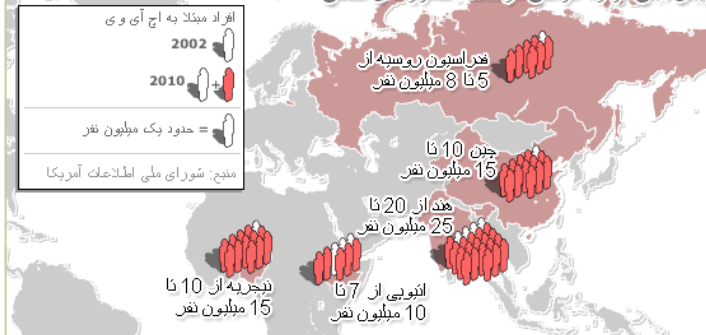 افراد مبتلا به اچ آی وی
2002
2010
+
= حدود یک میلیون نفر
منبع: شورای ملی اطلاعات آمریکا
فدراسیون روسیه از
5 تا 8 میلیون نفر
چین 10 تا
15 میلیون نفر
هند از 20 تا
25 میلیون نفر
نیجریه از 10 تا
15 میلیون نفر
اتیوپی از 7 تا
10 میلیون نفر